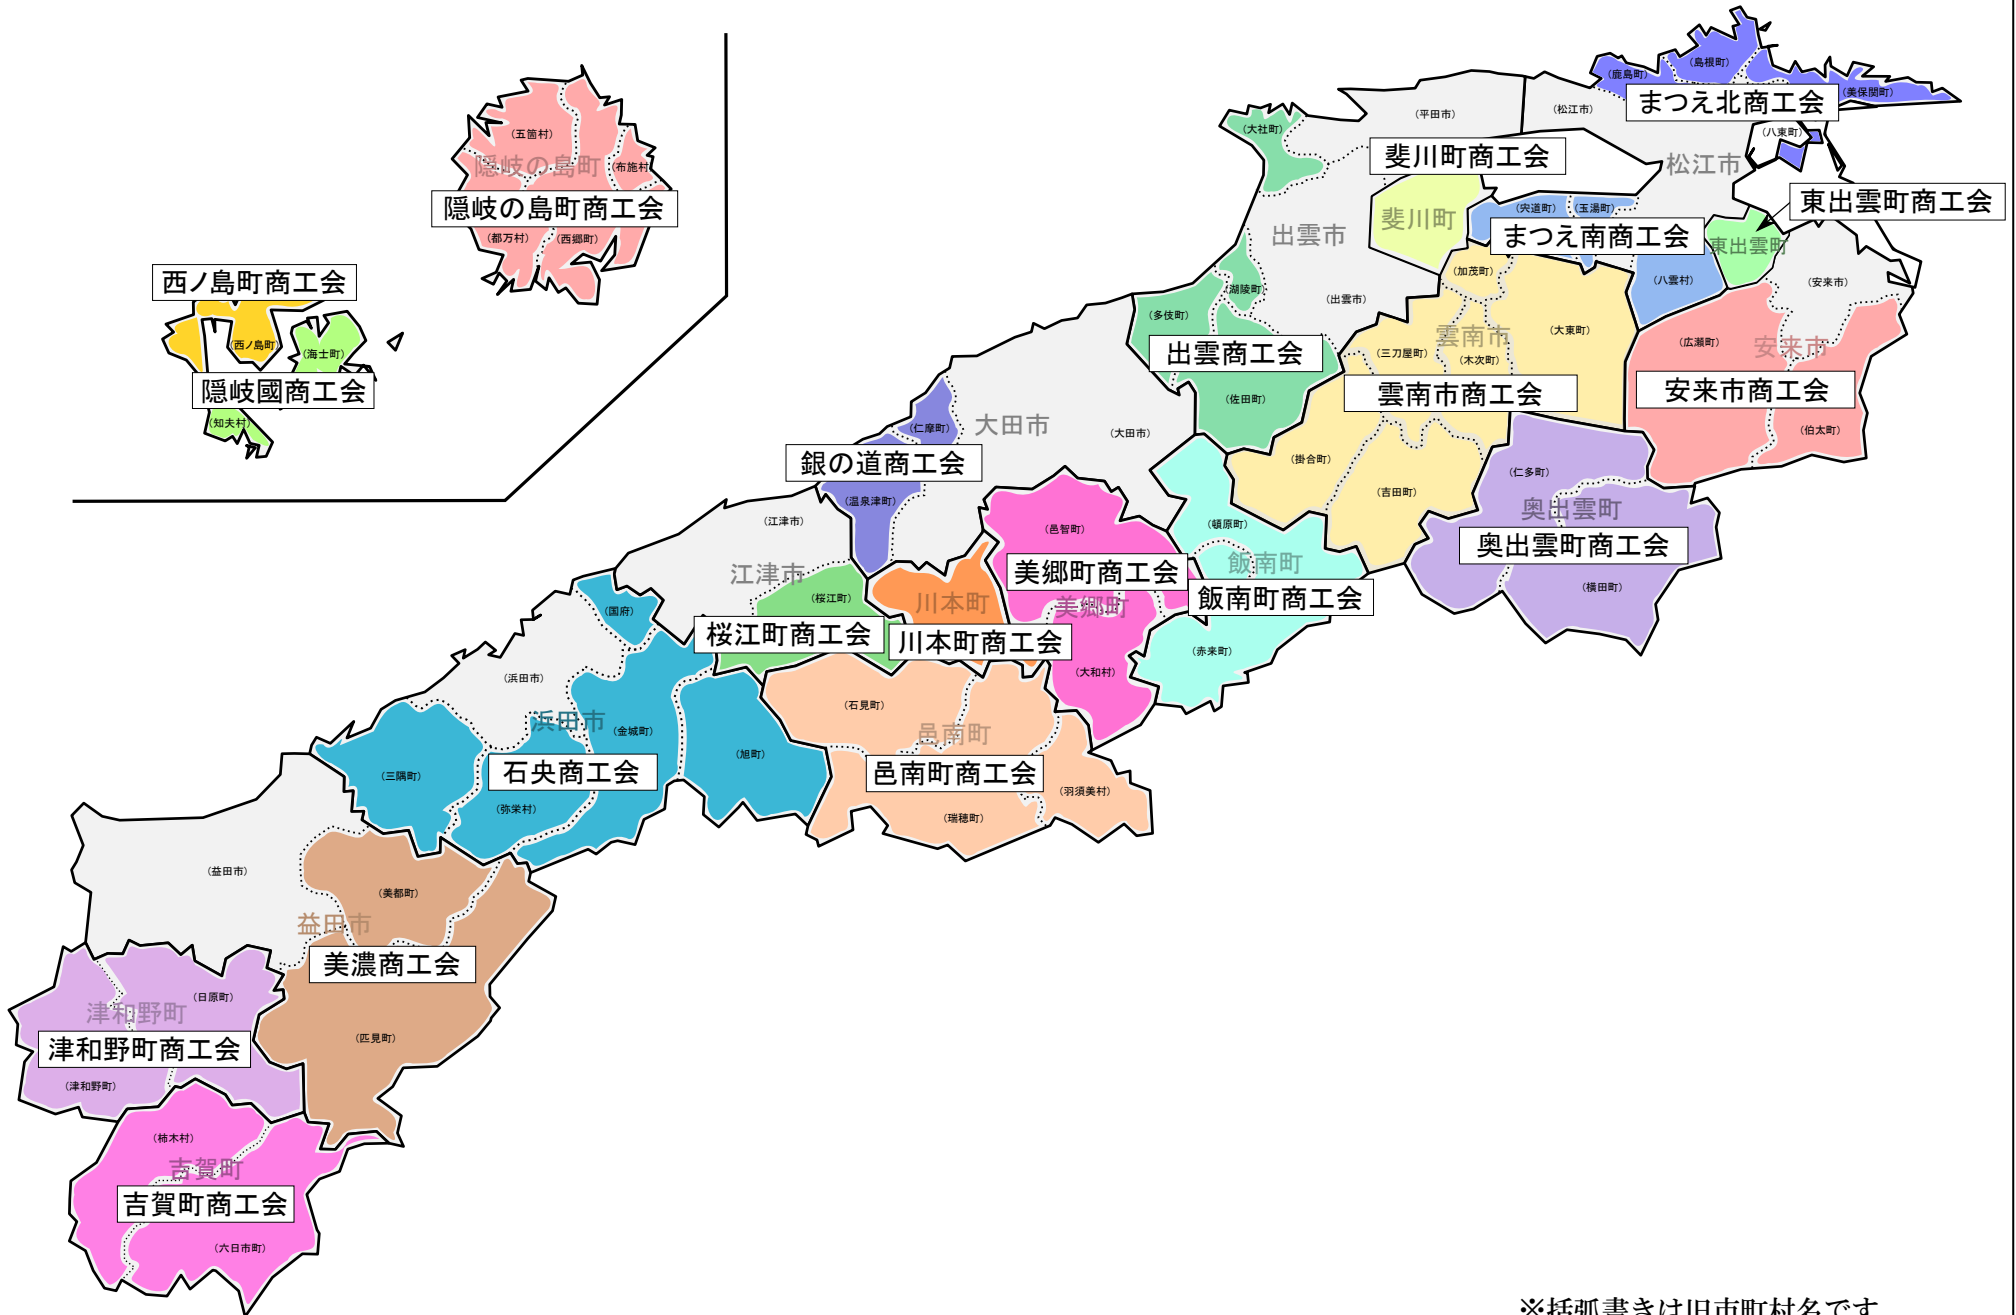 (鹿島町)
(島根町)
(美保関町)
まつえ北商工会
(八束町)
(松江市)
(平田市)
松江市
(大社町)
斐川町商工会
東出雲町商工会
東出雲町
斐川町
(宍道町)
(玉湯町)
まつえ南商工会
(八雲村)
出雲市
(出雲市)
(加茂町)
(湖陵町)
(多伎町)
出雲商工会
(佐田町)
(安来市)
(広瀬町)
安来市
安来市商工会
(伯太町)
(大東町)
雲南市
(三刀屋町)
(木次町)
雲南市商工会
(掛合町)
(吉田町)
(仁多町)
奥出雲町
奥出雲町商工会
(横田町)
(五箇村)
隠岐の島町
(布施村)
隠岐の島町商工会
(都万村)
(西郷町)
西ノ島町商工会
(西ノ島町)
(海士町)
隠岐國商工会
(知夫村)
大田市
(大田市)
(仁摩町)
銀の道商工会
(温泉津町)
(邑智町)
美郷町商工会
美郷町
(大和村)
(頓原町)
飯南町
飯南町商工会
(赤来町)
(江津市)
江津市
(桜江町)
桜江町商工会
川本町
川本町商工会
(国府)
(浜田市)
浜田市
(金城町)
(旭町)
(三隅町)
石央商工会
(弥栄村)
(石見町)
邑南町
邑南町商工会
(羽須美村)
(瑞穂町)
(益田市)
(美都町)
益田市
美濃商工会
(匹見町)
(日原町)
津和野町
津和野町商工会
(津和野町)
(柿木村)
吉賀町
吉賀町商工会
(六日市町)
※括弧書きは旧市町村名です